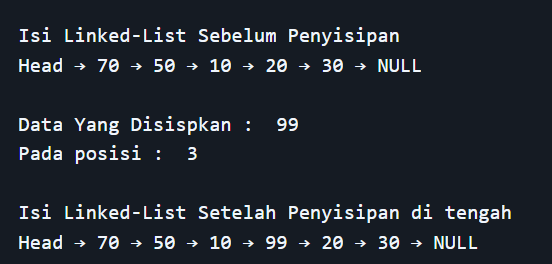 Isi Linked-List Sebelum Penyisipan
Head → 70 → 50 → 10 → 20 → 30 → NULL
Data Yang Disispkan :  99
Pada posisi :  3
Isi Linked-List Setelah Penyisipan di tengah
Head → 70 → 50 → 10 → 99 → 20 → 30 → NULL